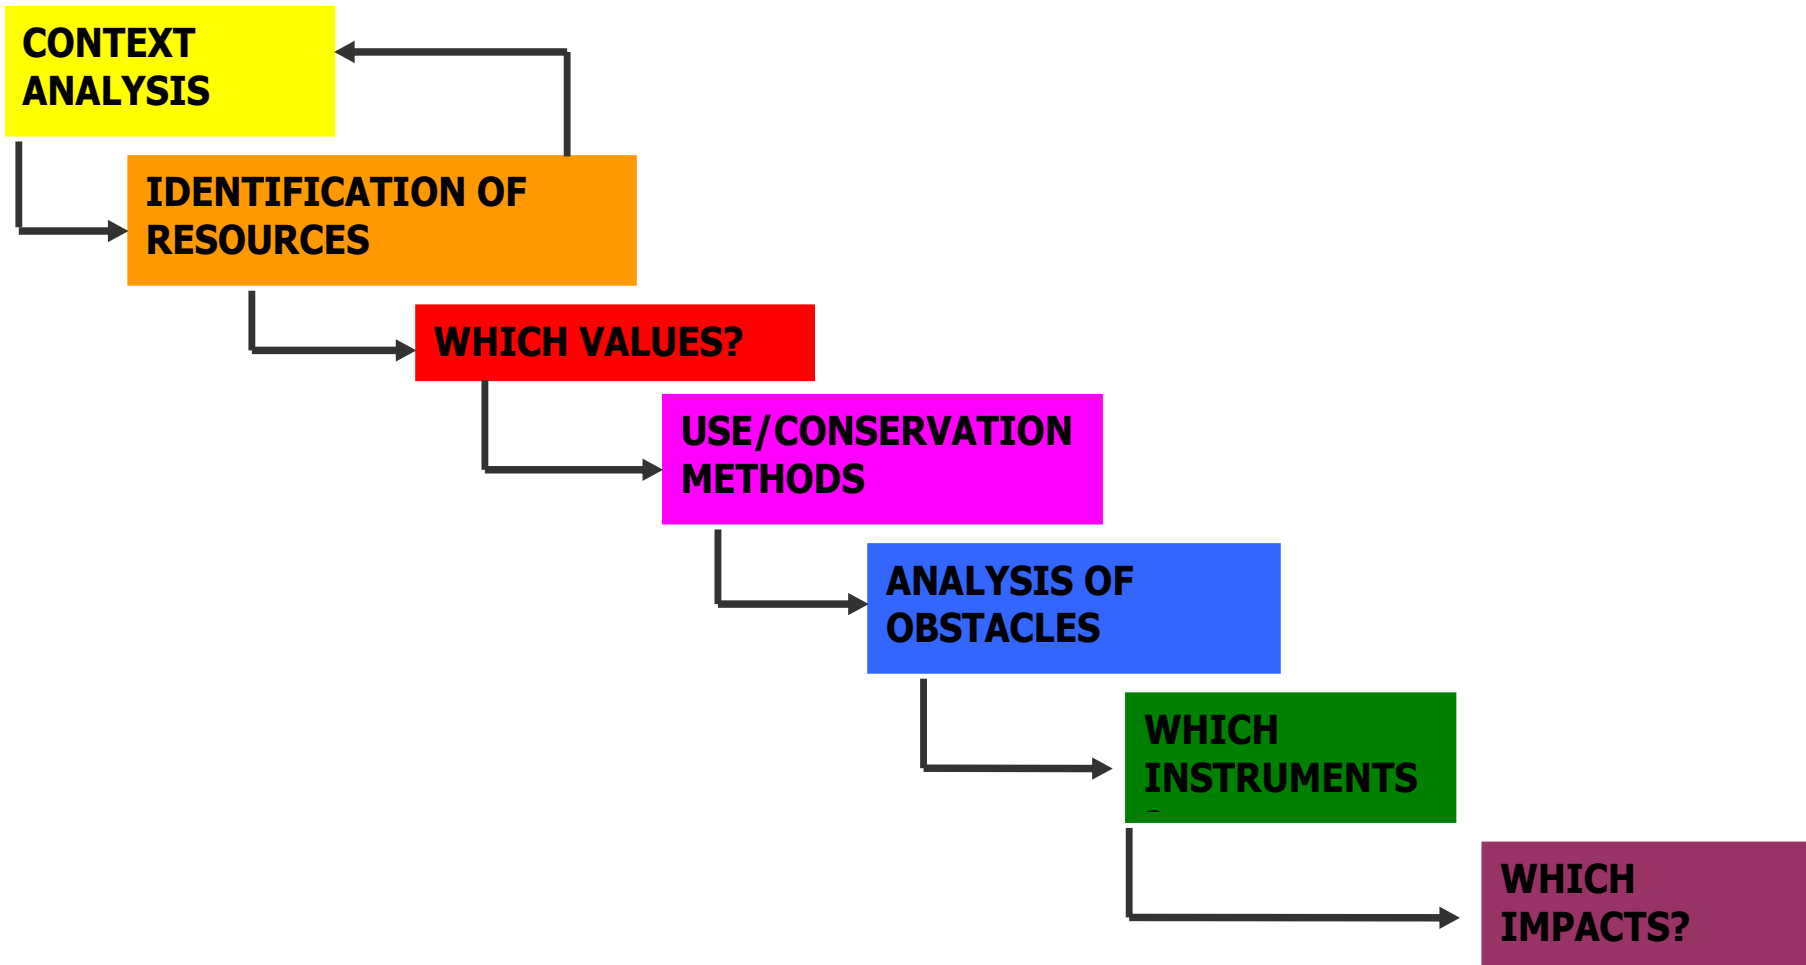 CONTEXT
ANALYSIS
IDENTIFICATION OF
RESOURCES
WHICH VALUES?
USE/CONSERVATION
METHODS
ANALYSIS OF
OBSTACLES
WHICH
INSTRUMENTS
WHICH
IMPACTS?